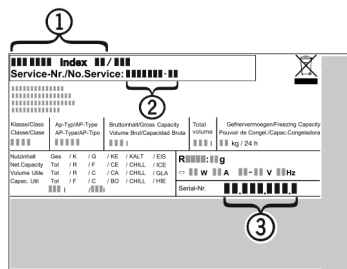 1
Index /
Service-Nr./No.Service: -
2
Klasse/Class Ap-Typ/AP-Type Bruttoinhalt/Gross Capacity Total Gefriervermoegen/Freezing Capacity
Classe/Clase AP-Type/AP-Tipo Volume Brut/Capacidad Bruta volume Pouvoir de Congel./Capac.Congeladora
l l kg / 24 h
Nutzinhalt Ges / K / G / KE / KALT / EIS
Net.Capacity Tot / R / F / CE / CHILL / ICE
Volume Utile Tot / F / C / CA / CHILL / GLA
Capac. Util Tot / F / C / BO / CHILL / HIE
l / l
R : g
W A - V Hz
Serial-Nr. . . .
3